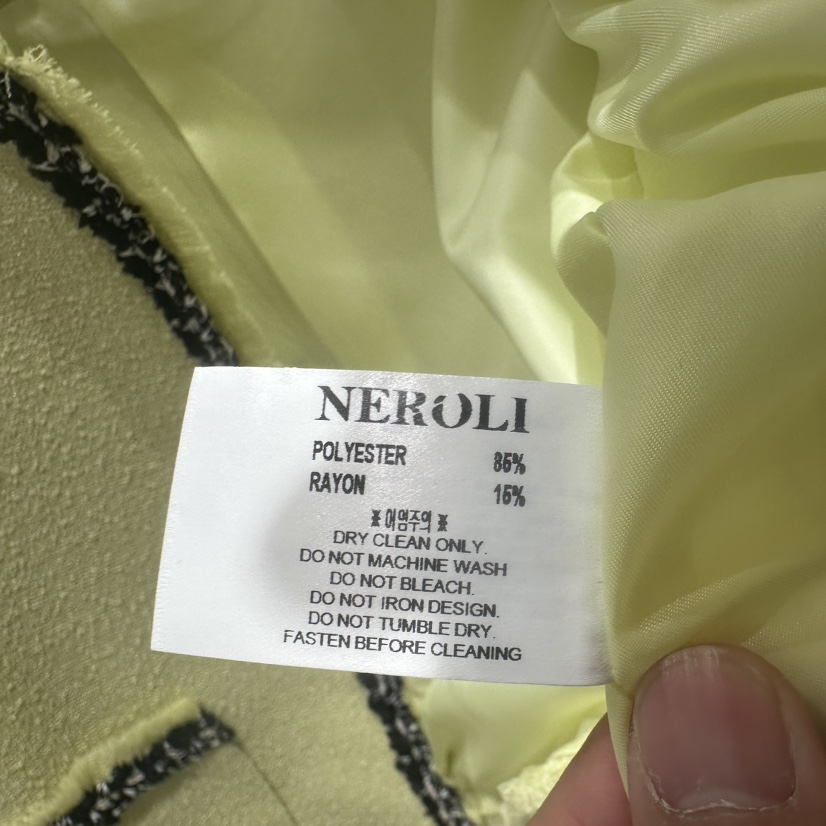 NEROLI
POLYESTER 85%
RAYON 15%
※이염주의※
DRY CLEAN ONLY.
DO NOT MACHINE WASH
DO NOT BLEACH.
DO NOT IRON DESIGN.
DO NOT TUMBLE DRY.
FASTEN BEFORE CLEANING